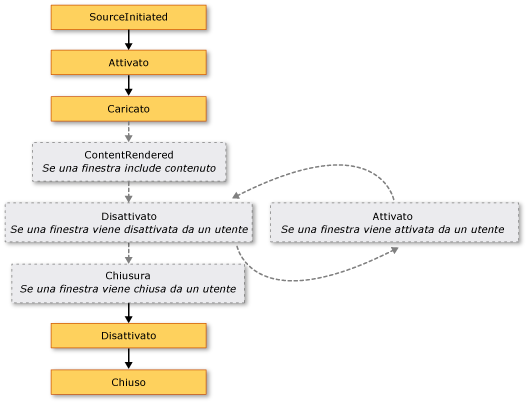 SourceInitiated
Attivato
Caricato
ContentRendered
Se una finestra include contenuto
Disattivato
Se una finestra viene disattivata da un utente
Attivato
Se una finestra viene attivata da un utente
Chiusura
Se una finestra viene chiusa da un utente
Disattivato
Chiuso